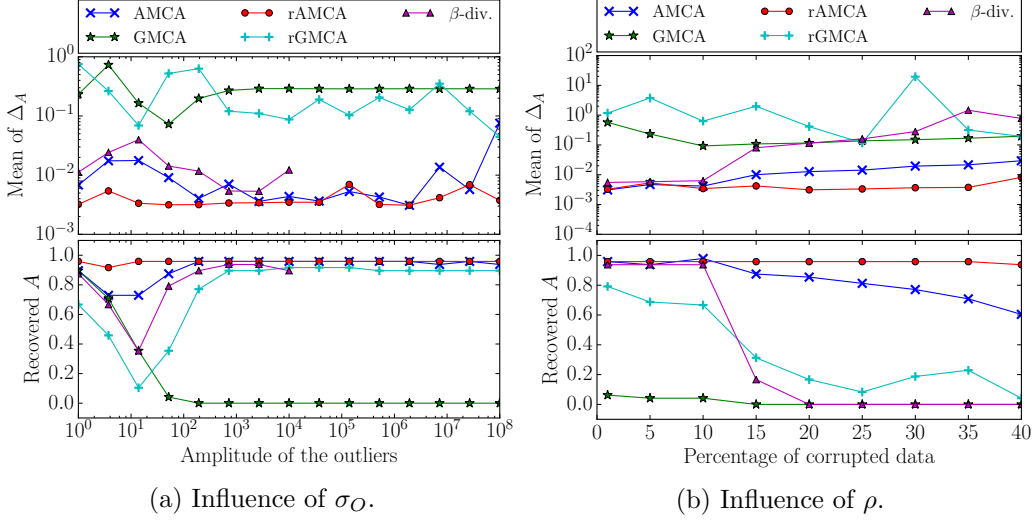 AMCA rAMCA β-div.
GMCA rGMCA
10^0
10^-1
10^-2
10^-3
Mean of Δ_A
1.0
0.8
0.6
0.4
0.2
0.0
Recovered A
10^0 10^1 10^2 10^3 10^4 10^5 10^6 10^7 10^8
Amplitude of the outliers
(a) Influence of σ_O.
AMCA rAMCA β-div.
GMCA rGMCA
10^2
10^1
10^0
10^-1
10^-2
10^-3
10^-4
Mean of Δ_A
1.0
0.8
0.6
0.4
0.2
0.0
Recovered A
0 5 10 15 20 25 30 35 40
Percentage of corrupted data
(b) Influence of ρ.